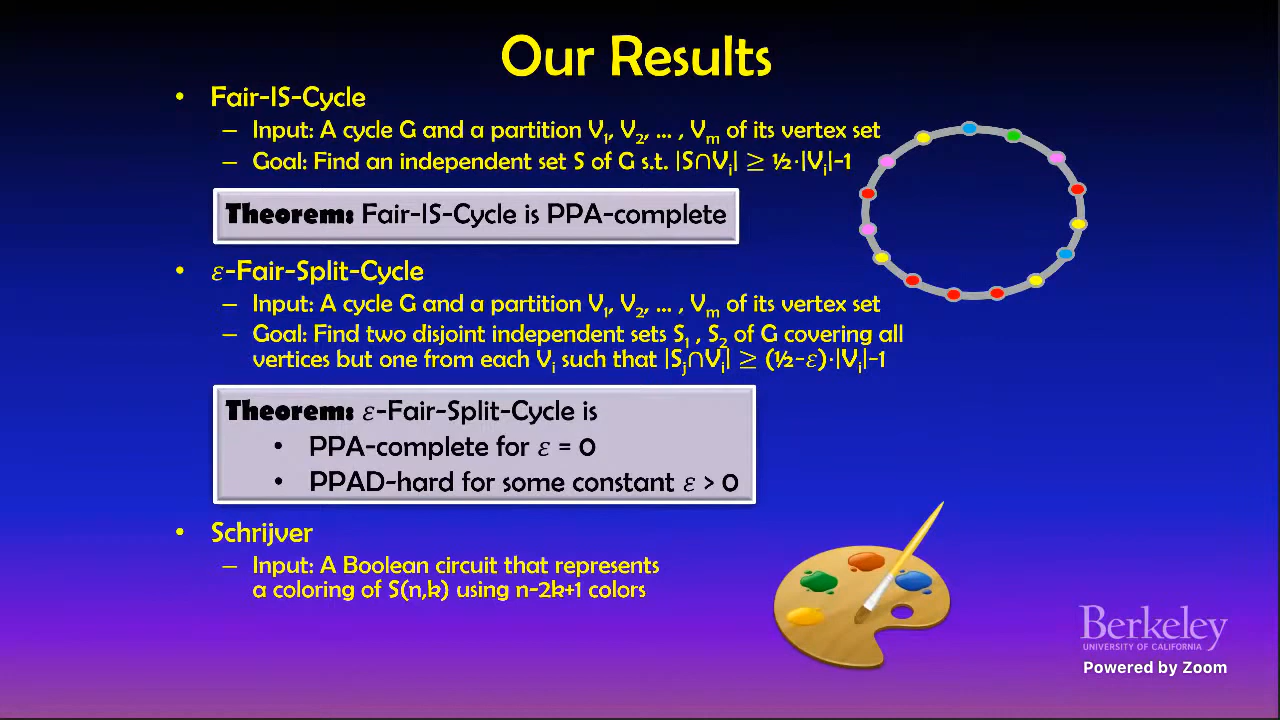 Our Results
• Fair-IS-Cycle
– Input: A cycle G and a partition V₁, V₂, … , Vₘ of its vertex set
– Goal: Find an independent set S of G s.t. |S∩Vᵢ| ≥ ½·|Vᵢ|-1
Theorem: Fair-IS-Cycle is PPA-complete
• ε-Fair-Split-Cycle
– Input: A cycle G and a partition V₁, V₂, … , Vₘ of its vertex set
– Goal: Find two disjoint independent sets S₁ , S₂ of G covering all
vertices but one from each Vᵢ such that |Sⱼ∩Vᵢ| ≥ (½-ε)·|Vᵢ|-1
Theorem: ε-Fair-Split-Cycle is
• PPA-complete for ε = 0
• PPAD-hard for some constant ε > 0
• Schrijver
– Input: A Boolean circuit that represents
a coloring of S(n,k) using n-2k+1 colors
Berkeley
UNIVERSITY OF CALIFORNIA
Powered by Zoom